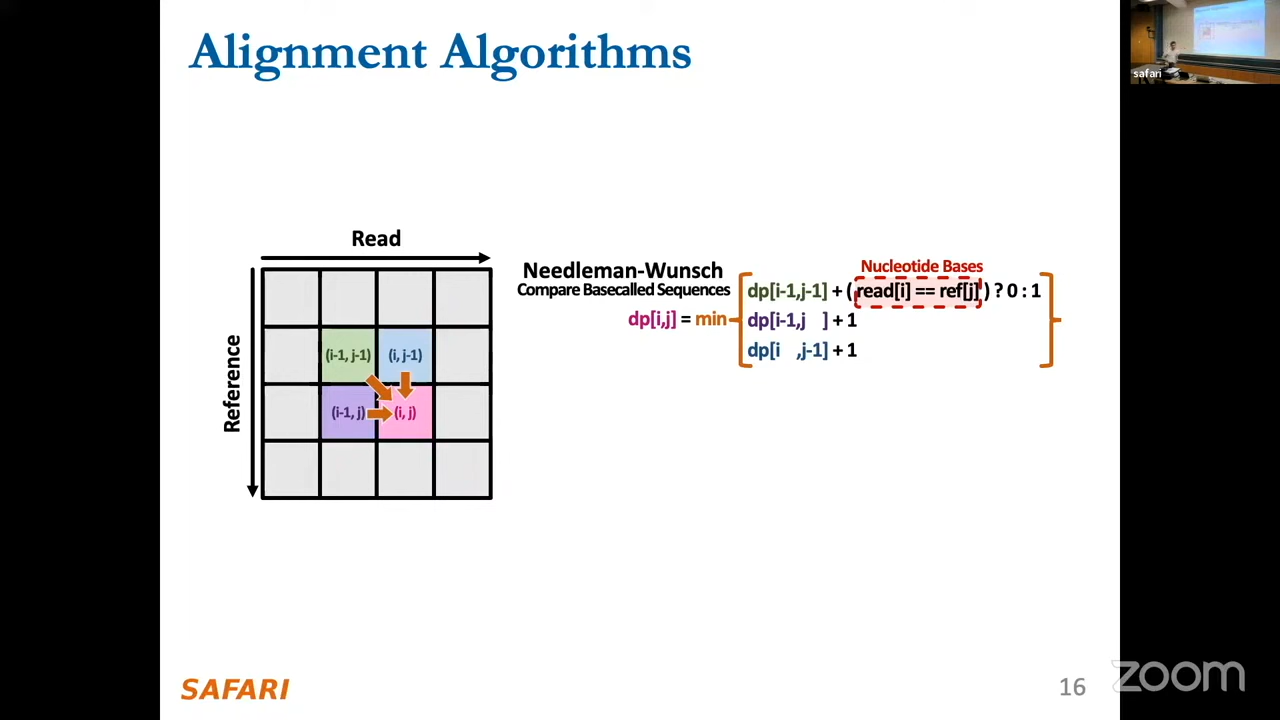 Alignment Algorithms
safari
Read
Reference
(i-1, j-1)
(i, j-1)
(i-1, j)
(i, j)
Needleman-Wunsch
Compare Basecalled Sequences
Nucleotide Bases
dp[i,j] = min
dp[i-1,j-1] + ( read[i] == ref[j] ) ? 0 : 1
dp[i-1,j ] + 1
dp[i ,j-1] + 1
SAFARI
16
zoom